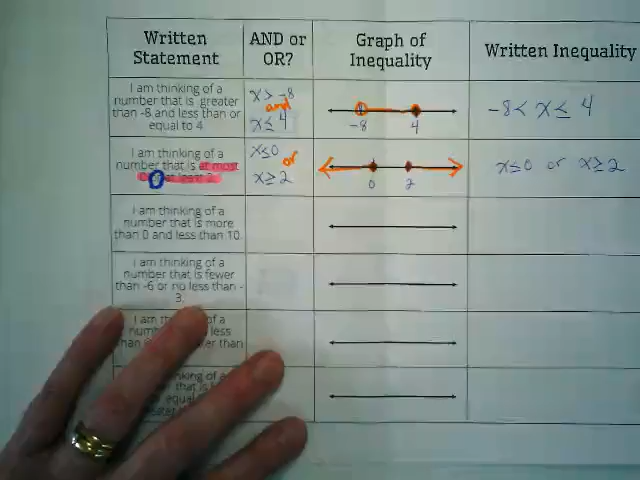 Written Statement
AND or OR?
Graph of Inequality
Written Inequality
I am thinking of a
number that is greater
than -8 and less than or
equal to 4.
x > -8
and
x ≤ 4
-8
4
-8 < x ≤ 4
I am thinking of a
number that is at most
0 or at least 2.
x ≤ 0
or
x ≥ 2
0
2
x ≤ 0 or x ≥ 2
I am thinking of a
number that is more
than 0 and less than 10.
I am thinking of a
number that is fewer
than -6 or no less than -
3.
I am of a
less
than